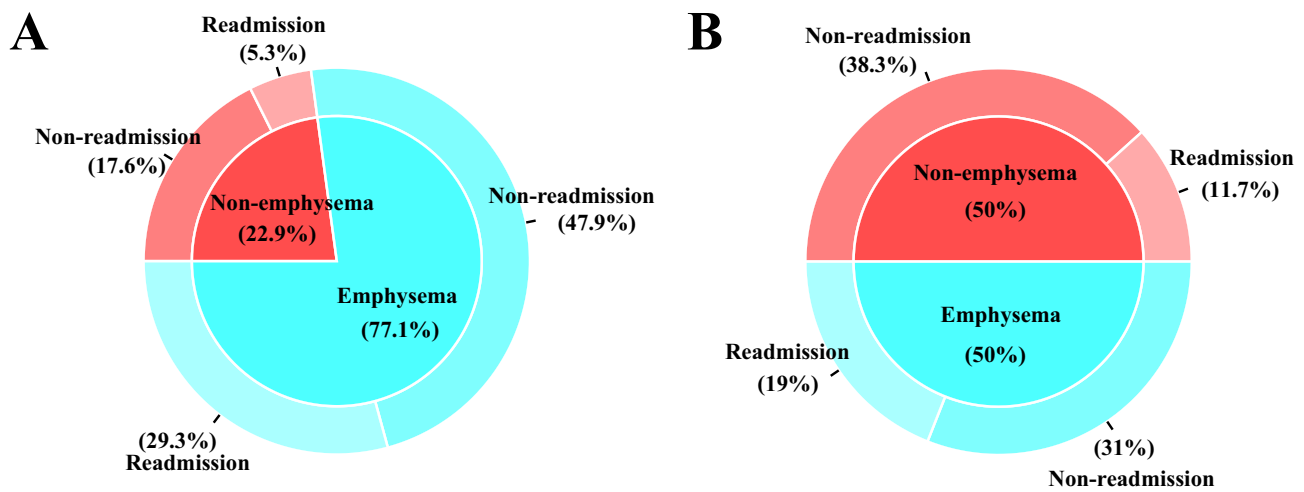 A
Readmission
(5.3%)
Non-readmission
(17.6%)
Non-emphysema
(22.9%)
Non-readmission
(47.9%)
Emphysema
(77.1%)
(29.3%)
Readmission
B
Non-readmission
(38.3%)
Non-emphysema
(50%)
Readmission
(11.7%)
Emphysema
(50%)
Readmission
(19%)
(31%)
Non-readmission